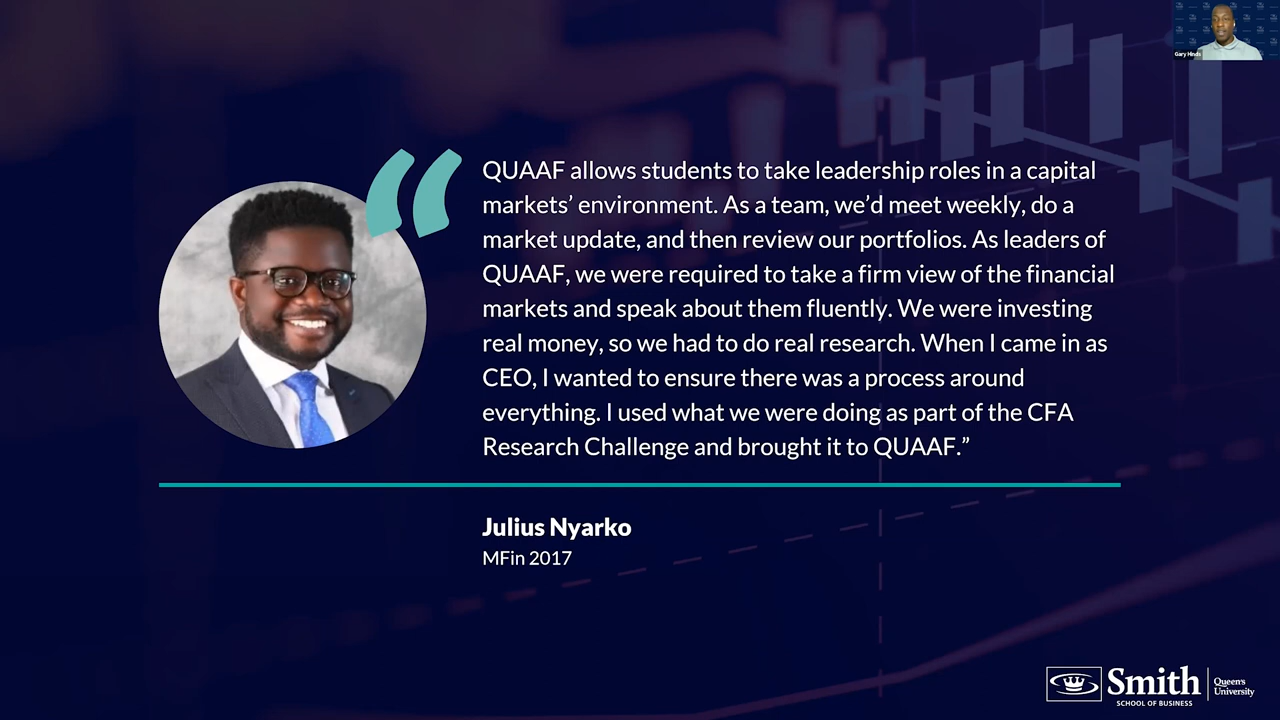 Gary Hinds
QUAAF allows students to take leadership roles in a capital
markets’ environment. As a team, we’d meet weekly, do a
market update, and then review our portfolios. As leaders of
QUAAF, we were required to take a firm view of the financial
markets and speak about them fluently. We were investing
real money, so we had to do real research. When I came in as
CEO, I wanted to ensure there was a process around
everything. I used what we were doing as part of the CFA
Research Challenge and brought it to QUAAF.”
Julius Nyarko
MFin 2017
Smith
SCHOOL OF BUSINESS
Queen's
University